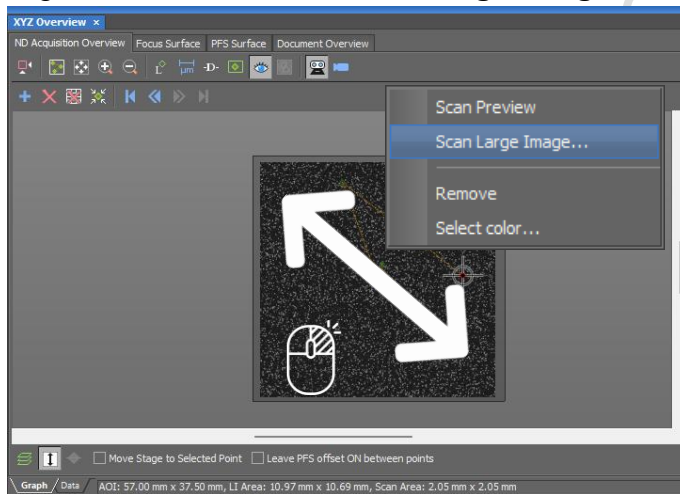 XYZ Overview ×
ND Acquisition Overview Focus Surface PFS Surface Document Overview
µm -D-
Scan Preview
Scan Large Image...
Remove
Select color...
Move Stage to Selected Point Leave PFS offset ON between points
Graph Data AOI: 57.00 mm x 37.50 mm, LI Area: 10.97 mm x 10.69 mm, Scan Area: 2.05 mm x 2.05 mm